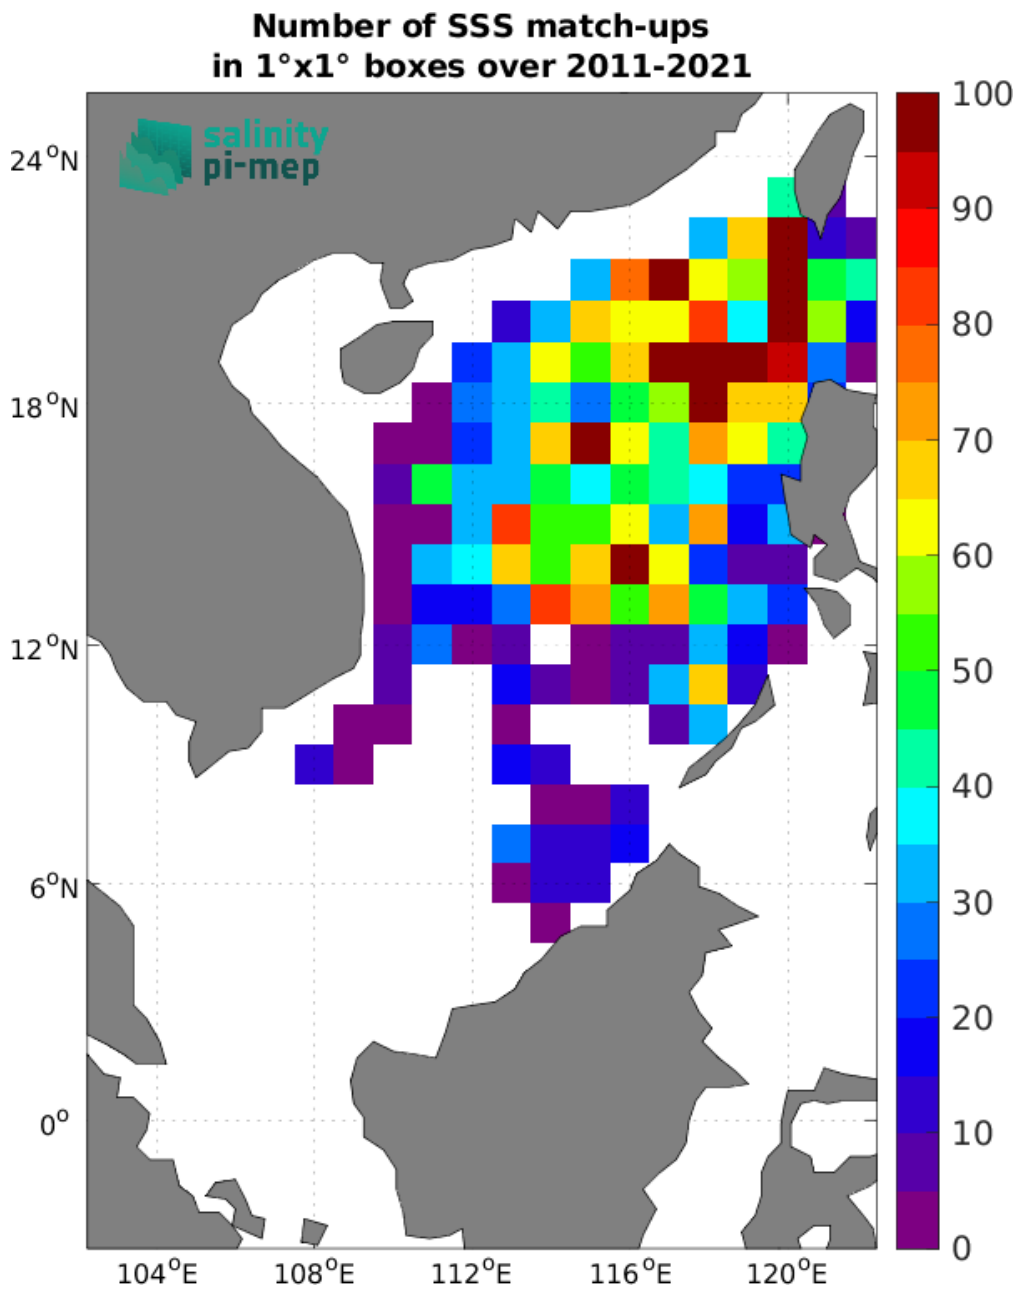 Number of SSS match-ups
in 1°x1° boxes over 2011-2021
salinity
pi-mep
24°N
18°N
12°N
6°N
0°
104°E
108°E
112°E
116°E
120°E
100
90
80
70
60
50
40
30
20
10
0